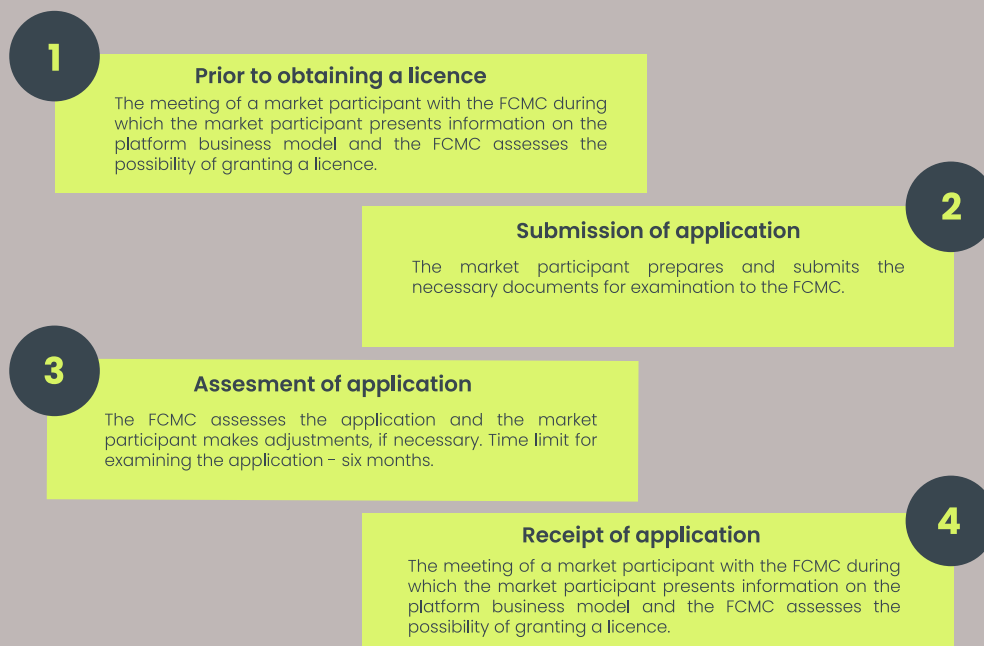 1
Prior to obtaining a licence
The meeting of a market participant with the FCMC during
which the market participant presents information on the
platform business model and the FCMC assesses the
possibility of granting a licence.
2
Submission of application
The market participant prepares and submits the
necessary documents for examination to the FCMC.
3
Assesment of application
The FCMC assesses the application and the market
participant makes adjustments, if necessary. Time limit for
examining the application - six months.
4
Receipt of application
The meeting of a market participant with the FCMC during
which the market participant presents information on the
platform business model and the FCMC assesses the
possibility of granting a licence.